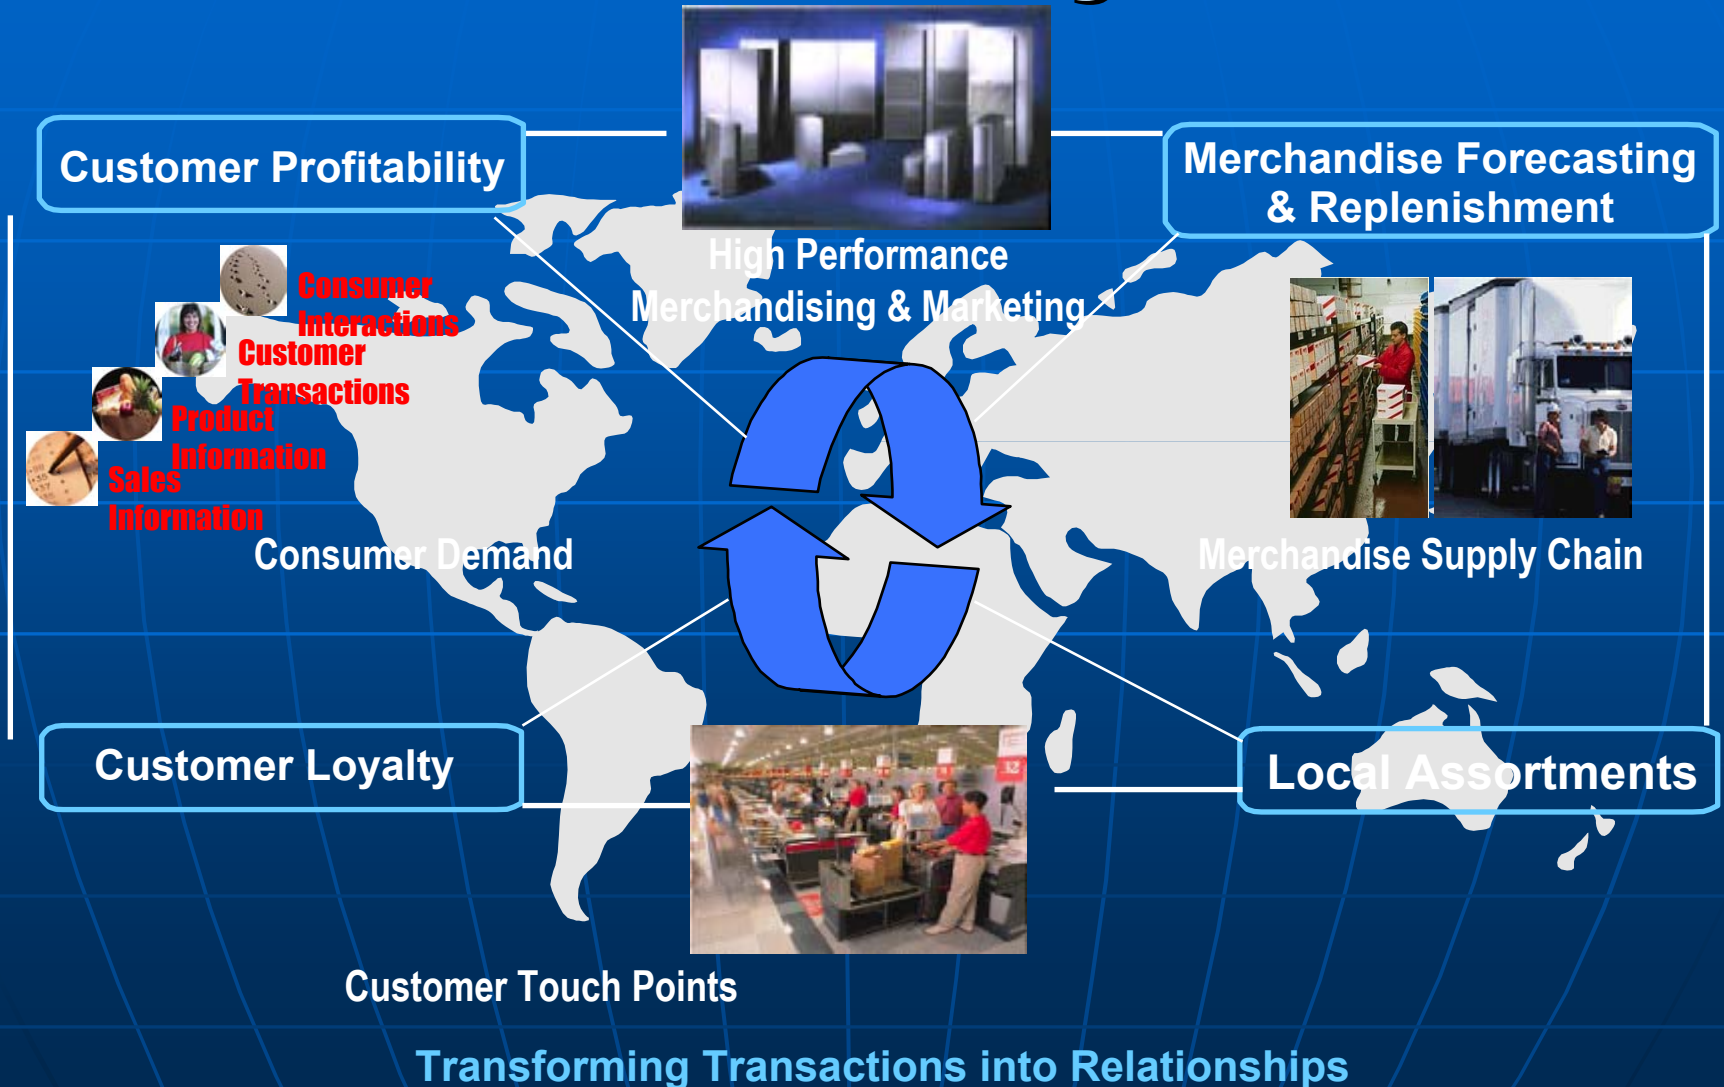 Customer Profitability
Merchandise Forecasting
& Replenishment
High Performance
Merchandising & Marketing
Consumer
Interactions
Customer
Transactions
Product
Information
Sales
Information
Consumer Demand
Merchandise Supply Chain
Customer Loyalty
Local Assortments
Customer Touch Points
Transforming Transactions into Relationships